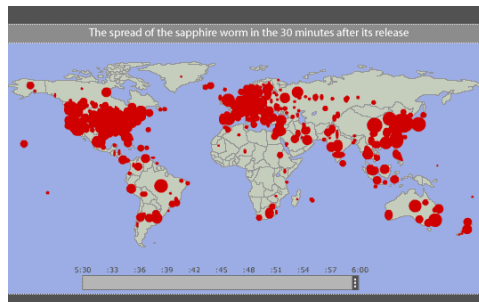 The spread of the sapphire worm in the 30 minutes after its release
5:30 :33 :36 :39 :42 :45 :48 :51 :54 :57 6:00